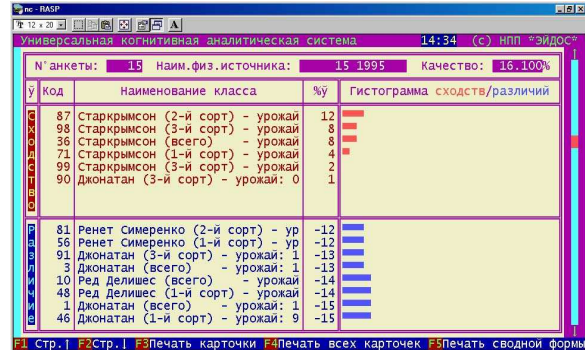 nc - RASP
Tr 12 x 20 A
Универсальная когнитивная аналитическая система 14:34 (c) НПП *ЭЙДОС*
N°анкеты: 15 Наим.физ.источника: 15 1995 Качество: 16.100%
ÿ Код Наименование класса %ÿ Гистограмма сходств/различий
Сходство
87 Старкрымсон (2-й сорт) - урожай 12
98 Старкрымсон (3-й сорт) - урожай 8
36 Старкрымсон (всего) - урожай 8
71 Старкрымсон (1-й сорт) - урожай 4
99 Старкрымсон (3-й сорт) - урожай 2
90 Джонатан (3-й сорт) - урожай: 0 1
Различие
81 Ренет Симеренко (2-й сорт) - ур -12
56 Ренет Симеренко (1-й сорт) - ур -12
91 Джонатан (3-й сорт) - урожай: 1 -13
3 Джонатан (всего) - урожай: 1 -13
10 Ред Делишес (всего) - урожай -14
48 Ред Делишес (1-й сорт) - урожай -14
1 Джонатан (всего) - урожай: 1 -15
46 Джонатан (1-й сорт) - урожай: 9 -15
F1 Стр.↑ F2Стр.↓ F3Печать карточки F4Печать всех карточек F5Печать сводной формы